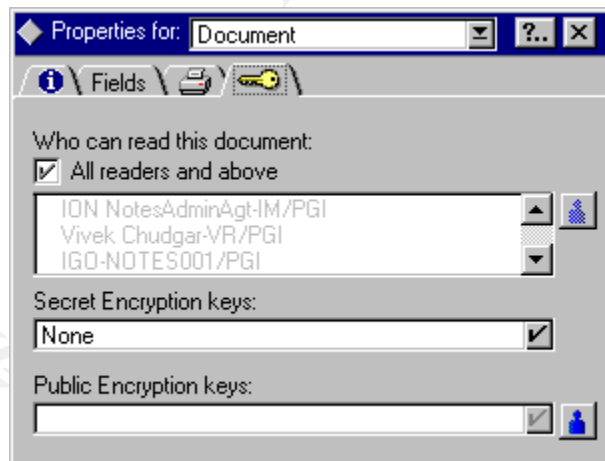 Properties for: Document ?..
Fields
Who can read this document:
All readers and above
ION NotesAdminAgt-IM/PGI
Vivek Chudgar-VR/PGI
IGO-NOTES001/PGI
Secret Encryption keys:
None
Public Encryption keys: